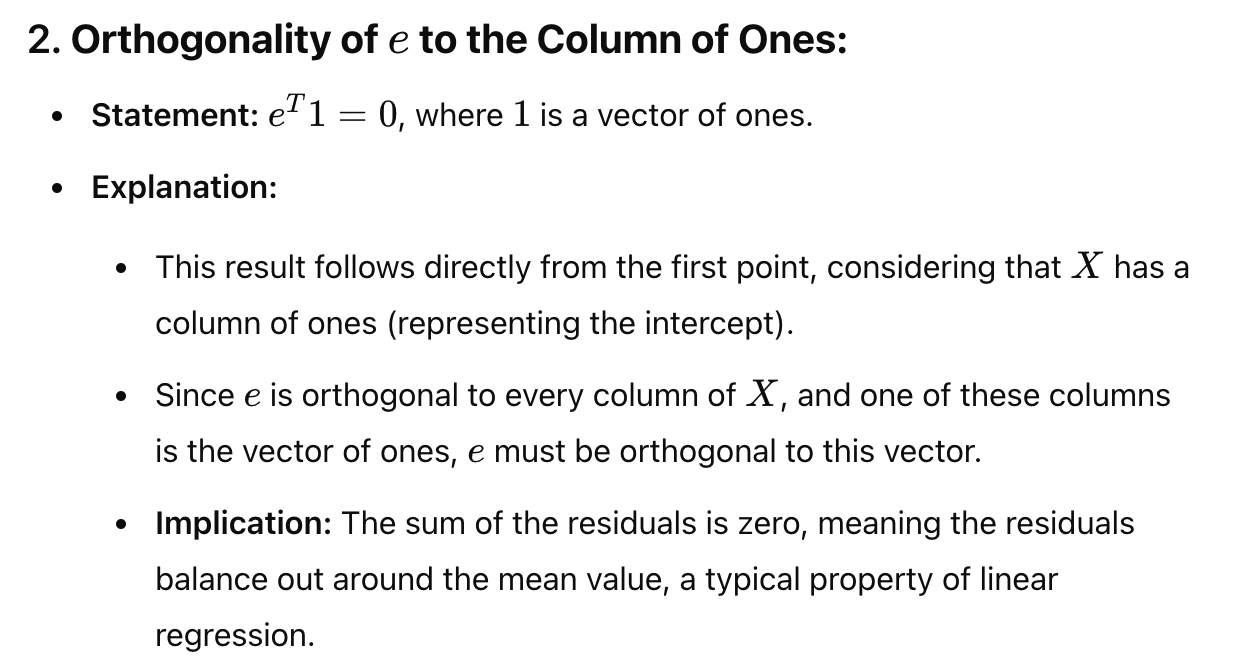 2. Orthogonality of e to the Column of Ones:
• Statement: e^T 1 = 0, where 1 is a vector of ones.
• Explanation:
• This result follows directly from the first point, considering that X has a
column of ones (representing the intercept).
• Since e is orthogonal to every column of X, and one of these columns
is the vector of ones, e must be orthogonal to this vector.
• Implication: The sum of the residuals is zero, meaning the residuals
balance out around the mean value, a typical property of linear
regression.